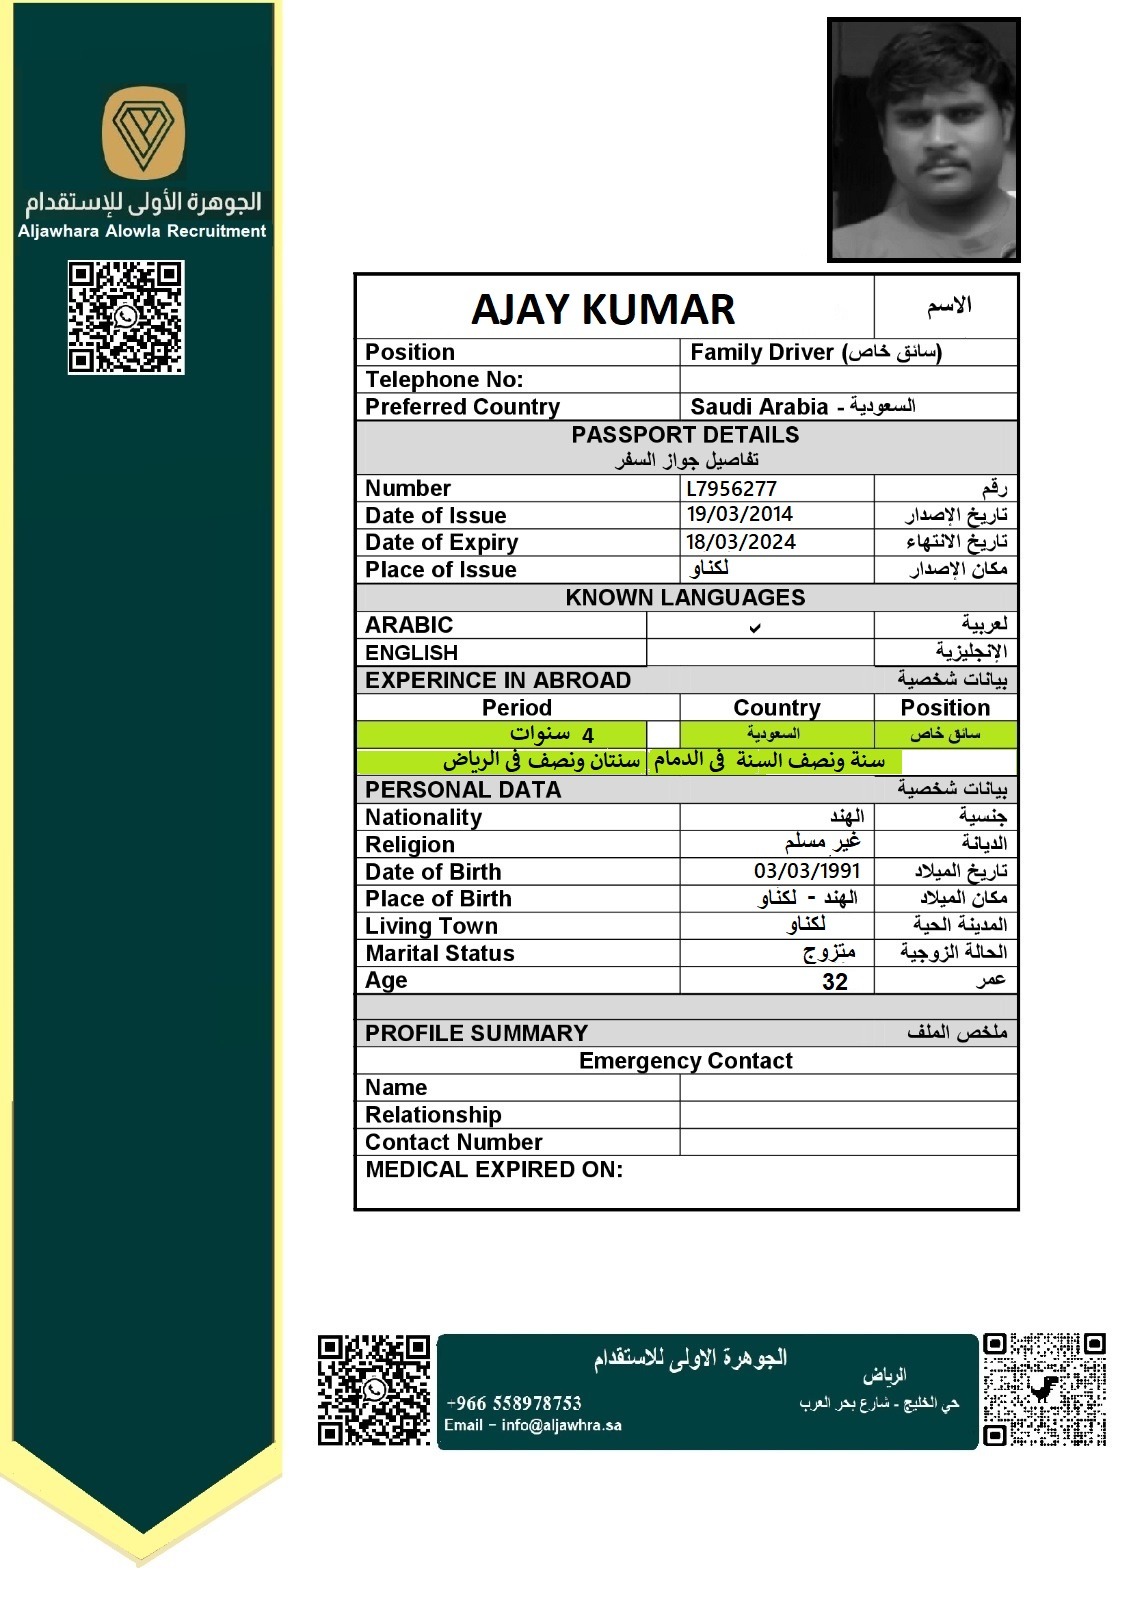 الجوهرة الأولى للإستقدام
Aljawhara Alowla Recruitment
AJAY KUMAR الاسم
Position Family Driver (سائق خاص)
Telephone No:
Preferred Country Saudi Arabia - السعودية
PASSPORT DETAILS
تفاصيل جواز السفر
Number L7956277 رقم
Date of Issue 19/03/2014 تاريخ الإصدار
Date of Expiry 18/03/2024 تاريخ الانتهاء
Place of Issue لكناو مكان الإصدار
KNOWN LANGUAGES
ARABIC ✓ لعربية
ENGLISH الإنجليزية
EXPERINCE IN ABROAD بيانات شخصية
Period Country Position
4 سنوات السعودية سائق خاص
سنة ونصف السنة في الدمام سنتان ونصف في الرياض
PERSONAL DATA بيانات شخصية
Nationality الهند جنسية
Religion غير مسلم الديانة
Date of Birth 03/03/1991 تاريخ الميلاد
Place of Birth الهند - لكناو مكان الميلاد
Living Town لكناو المدينة الحية
Marital Status متزوج الحالة الزوجية
Age 32 عمر
PROFILE SUMMARY ملخص الملف
Emergency Contact
Name
Relationship
Contact Number
MEDICAL EXPIRED ON:
الجوهرة الاولى للاستقدام
الرياض
+966 558978753 حي الخليج - شارع بحر العرب
Email - info@aljawhra.sa